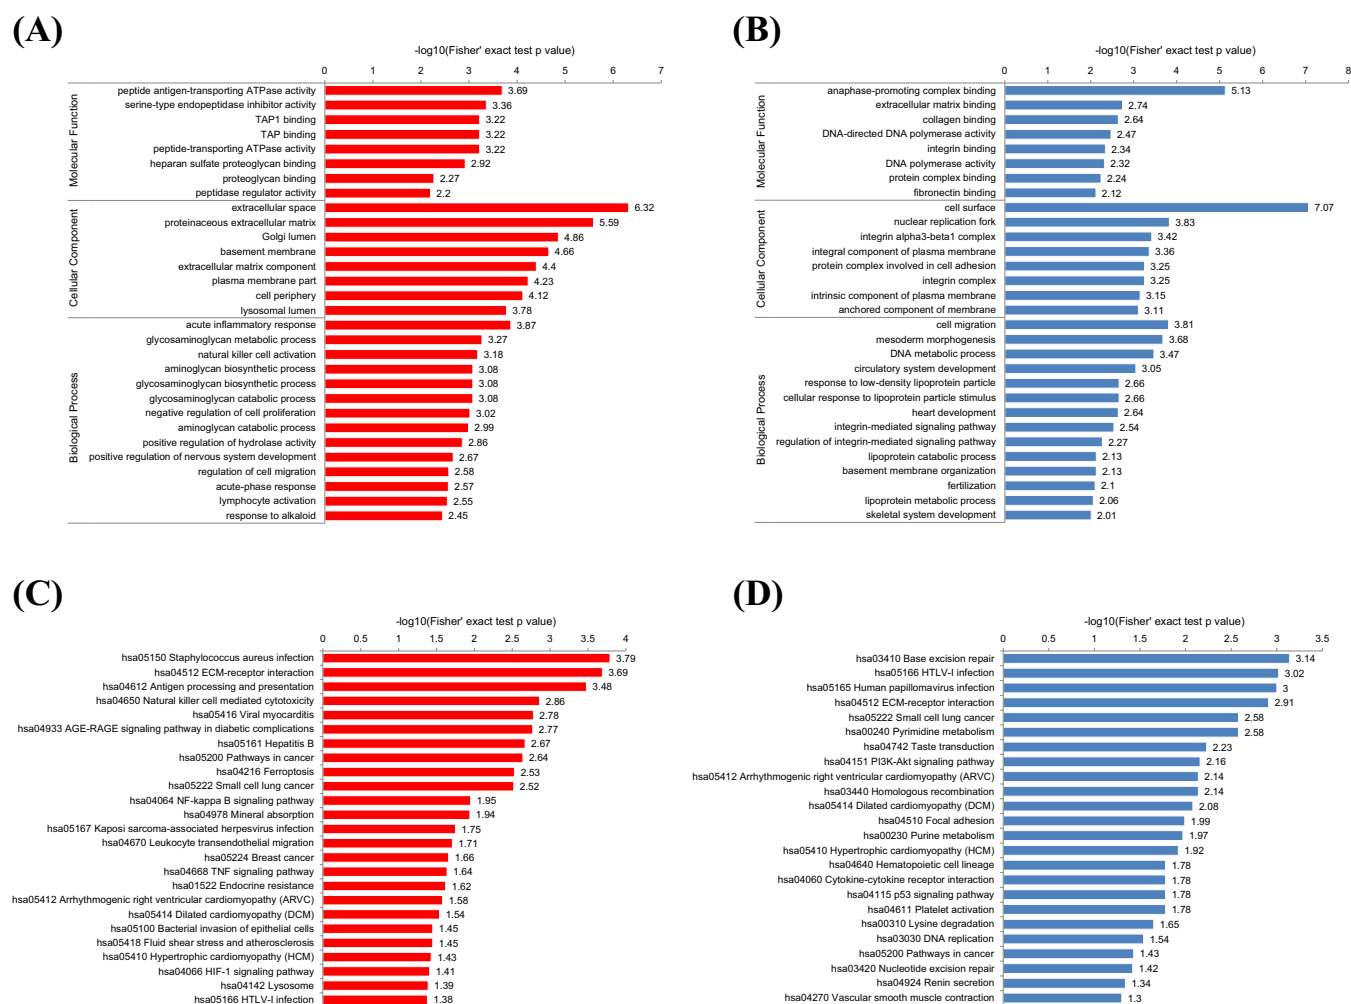 (A)
-log10(Fisher' exact test p value)
0 1 2 3 4 5 6 7
Molecular Function
peptide antigen-transporting ATPase activity 3.69
serine-type endopeptidase inhibitor activity 3.36
TAP1 binding 3.22
TAP binding 3.22
peptide-transporting ATPase activity 3.22
heparan sulfate proteoglycan binding 2.92
proteoglycan binding 2.27
peptidase regulator activity 2.2
Cellular Component
extracellular space 6.32
proteinaceous extracellular matrix 5.59
Golgi lumen 4.86
basement membrane 4.66
extracellular matrix component 4.4
plasma membrane part 4.23
cell periphery 4.12
lysosomal lumen 3.78
Biological Process
acute inflammatory response 3.87
glycosaminoglycan metabolic process 3.27
natural killer cell activation 3.18
aminoglycan biosynthetic process 3.08
glycosaminoglycan biosynthetic process 3.08
glycosaminoglycan catabolic process 3.08
negative regulation of cell proliferation 3.02
aminoglycan catabolic process 2.99
positive regulation of hydrolase activity 2.86
positive regulation of nervous system development 2.67
regulation of cell migration 2.58
acute-phase response 2.57
lymphocyte activation 2.55
response to alkaloid 2.45
(B)
-log10(Fisher' exact test p value)
0 1 2 3 4 5 6 7 8
Molecular Function
anaphase-promoting complex binding 5.13
extracellular matrix binding 2.74
collagen binding 2.64
DNA-directed DNA polymerase activity 2.47
integrin binding 2.34
DNA polymerase activity 2.32
protein complex binding 2.24
fibronectin binding 2.12
Cellular Component
cell surface 7.07
nuclear replication fork 3.83
integrin alpha3-beta1 complex 3.42
integral component of plasma membrane 3.36
protein complex involved in cell adhesion 3.25
integrin complex 3.25
intrinsic component of plasma membrane 3.15
anchored component of membrane 3.11
Biological Process
cell migration 3.81
mesoderm morphogenesis 3.68
DNA metabolic process 3.47
circulatory system development 3.05
response to low-density lipoprotein particle 2.66
cellular response to lipoprotein particle stimulus 2.66
heart development 2.64
integrin-mediated signaling pathway 2.54
regulation of integrin-mediated signaling pathway 2.27
lipoprotein catabolic process 2.13
basement membrane organization 2.13
fertilization 2.1
lipoprotein metabolic process 2.06
skeletal system development 2.01
(C)
-log10(Fisher' exact test p value)
0 0.5 1 1.5 2 2.5 3 3.5 4
hsa05150 Staphylococcus aureus infection 3.79
hsa04512 ECM-receptor interaction 3.69
hsa04612 Antigen processing and presentation 3.48
hsa04650 Natural killer cell mediated cytotoxicity 2.86
hsa05416 Viral myocarditis 2.78
hsa04933 AGE-RAGE signaling pathway in diabetic complications 2.77
hsa05161 Hepatitis B 2.67
hsa05200 Pathways in cancer 2.64
hsa04216 Ferroptosis 2.53
hsa05222 Small cell lung cancer 2.52
hsa04064 NF-kappa B signaling pathway 1.95
hsa04978 Mineral absorption 1.94
hsa05167 Kaposi sarcoma-associated herpesvirus infection 1.75
hsa04670 Leukocyte transendothelial migration 1.71
hsa05224 Breast cancer 1.66
hsa04668 TNF signaling pathway 1.64
hsa01522 Endocrine resistance 1.62
hsa05412 Arrhythmogenic right ventricular cardiomyopathy (ARVC) 1.58
hsa05414 Dilated cardiomyopathy (DCM) 1.54
hsa05100 Bacterial invasion of epithelial cells 1.45
hsa05418 Fluid shear stress and atherosclerosis 1.45
hsa05410 Hypertrophic cardiomyopathy (HCM) 1.43
hsa04066 HIF-1 signaling pathway 1.41
hsa04142 Lysosome 1.39
hsa05166 HTLV-I infection 1.38
(D)
-log10(Fisher' exact test p value)
0 0.5 1 1.5 2 2.5 3 3.5
hsa03410 Base excision repair 3.14
hsa05166 HTLV-I infection 3.02
hsa05165 Human papillomavirus infection 3
hsa04512 ECM-receptor interaction 2.91
hsa05222 Small cell lung cancer 2.58
hsa00240 Pyrimidine metabolism 2.58
hsa04742 Taste transduction 2.23
hsa04151 PI3K-Akt signaling pathway 2.16
hsa05412 Arrhythmogenic right ventricular cardiomyopathy (ARVC) 2.14
hsa03440 Homologous recombination 2.14
hsa05414 Dilated cardiomyopathy (DCM) 2.08
hsa04510 Focal adhesion 1.99
hsa00230 Purine metabolism 1.97
hsa05410 Hypertrophic cardiomyopathy (HCM) 1.92
hsa04640 Hematopoietic cell lineage 1.78
hsa04060 Cytokine-cytokine receptor interaction 1.78
hsa04115 p53 signaling pathway 1.78
hsa04611 Platelet activation 1.78
hsa00310 Lysine degradation 1.65
hsa03030 DNA replication 1.54
hsa05200 Pathways in cancer 1.43
hsa03420 Nucleotide excision repair 1.42
hsa04924 Renin secretion 1.34
hsa04270 Vascular smooth muscle contraction 1.3